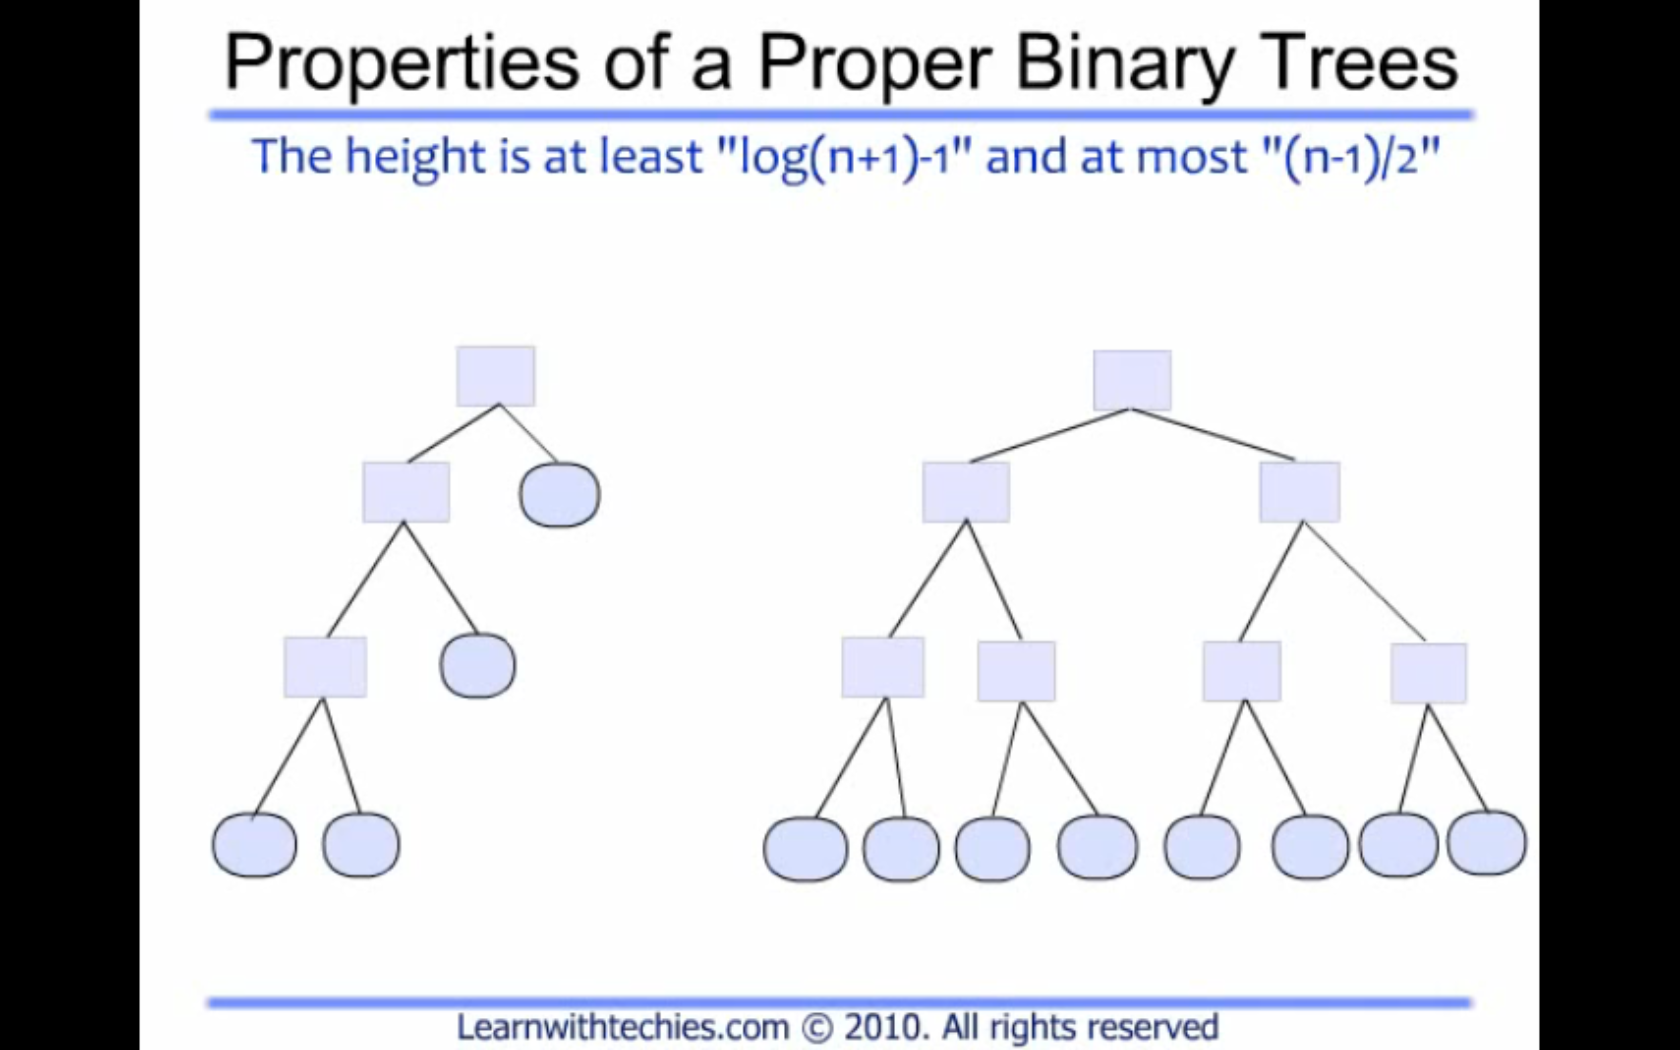 Properties of a Proper Binary Trees
The height is at least "log(n+1)-1" and at most "(n-1)/2"
Learnwithtechies.com © 2010. All rights reserved